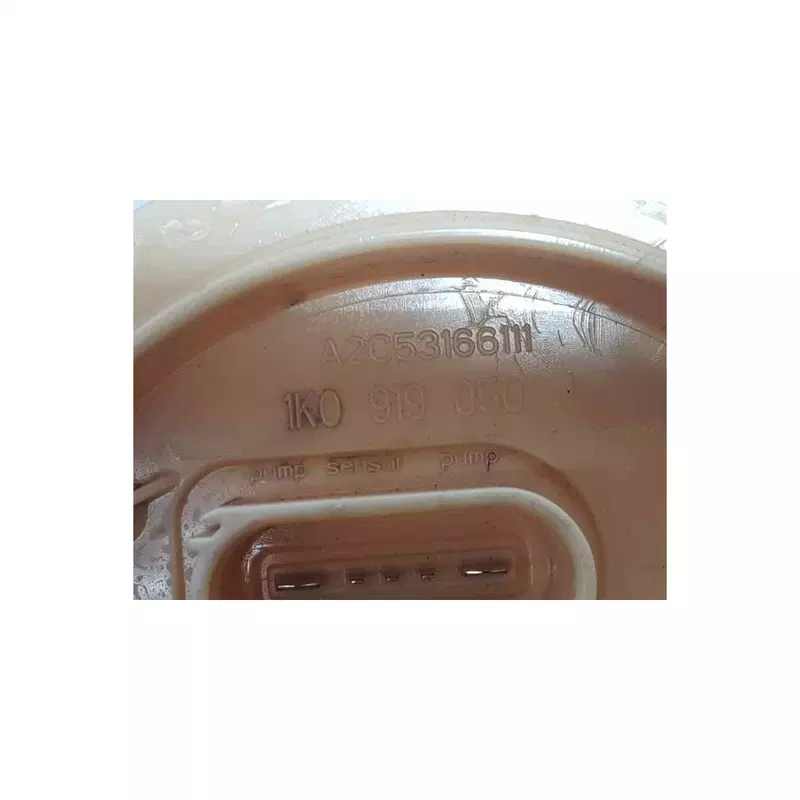 A2C53166111
1K0 919 050
pump sensor pump